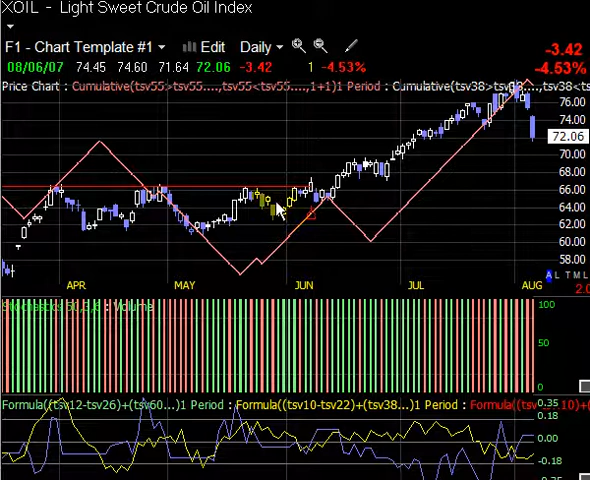 XOIL - Light Sweet Crude Oil Index
F1 - Chart Template #1 Edit Daily
-3.42
08/06/07 74.45 74.60 71.64 72.06 -3.42 1 -4.53% -4.53%
Price Chart : Cumulative(tsv55>tsv55....,tsv55<tsv55....,1+1)1 Period : Cumulative(tsv38>
76.00
74.00
72.06
70.00
68.00
66.00
64.00
62.00
60.00
58.00
A L T M L
APR MAY JUN JUL AUG
2.0
: Volume
100
50
0
Formula((tsv12-tsv26)+(tsv60...)1 Period : Formula((tsv10-tsv22)+(tsv38...)1 Period : Formula((
0.35
0.18
0.00
-0.18